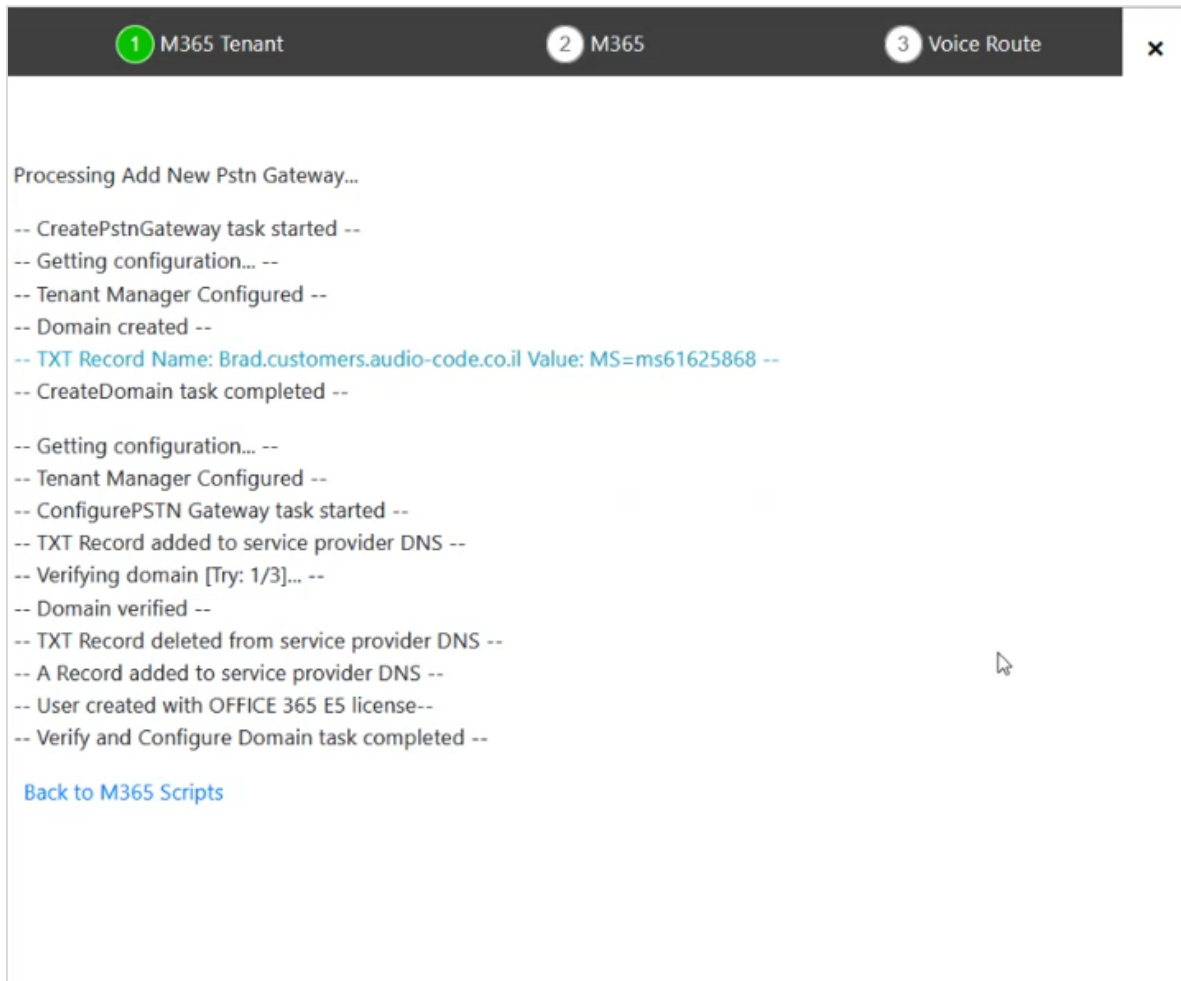 1 M365 Tenant 2 M365 3 Voice Route ×
Processing Add New Pstn Gateway...
-- CreatePstnGateway task started --
-- Getting configuration... --
-- Tenant Manager Configured --
-- Domain created --
-- TXT Record Name: Brad.customers.audio-code.co.il Value: MS=ms61625868 --
-- CreateDomain task completed --
-- Getting configuration... --
-- Tenant Manager Configured --
-- ConfigurePSTN Gateway task started --
-- TXT Record added to service provider DNS --
-- Verifying domain [Try: 1/3]... --
-- Domain verified --
-- TXT Record deleted from service provider DNS --
-- A Record added to service provider DNS --
-- User created with OFFICE 365 E5 license--
-- Verify and Configure Domain task completed --
Back to M365 Scripts